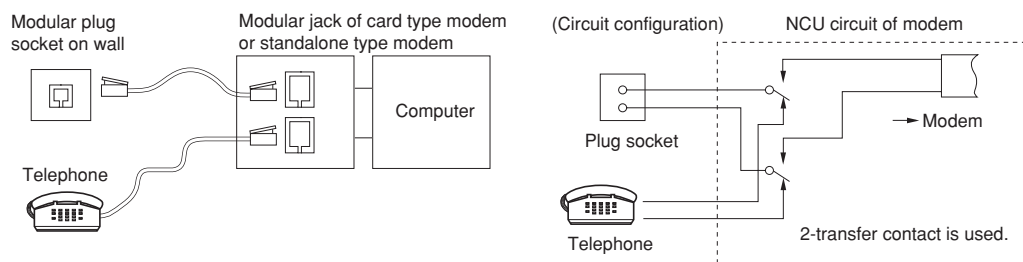 Modular plug
socket on wall
Modular jack of card type modem
or standalone type modem
Computer
Telephone
(Circuit configuration)
NCU circuit of modem
Plug socket
Modem
Telephone
2-transfer contact is used.